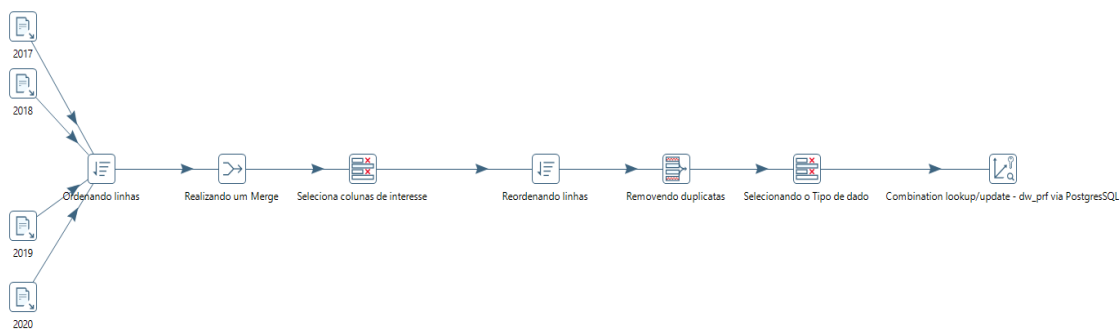 2017
2018
Ordenando linhas
Realizando um Merge
Seleciona colunas de interesse
Reordenando linhas
Removendo duplicatas
Selecionando o Tipo de dado
Combination lookup/update - dw_prf via PostgresSQL
2019
2020